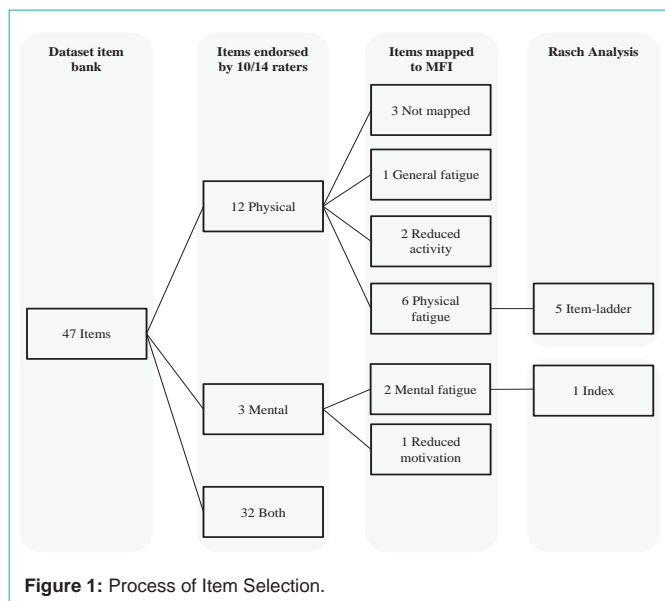 Dataset item
bank
Items endorsed
by 10/14 raters
Items mapped
to MFI
Rasch Analysis
47 Items
12 Physical
3 Mental
32 Both
3 Not mapped
1 General fatigue
2 Reduced
activity
6 Physical
fatigue
2 Mental fatigue
1 Reduced
motivation
5 Item-ladder
1 Index
Figure 1: Process of Item Selection.